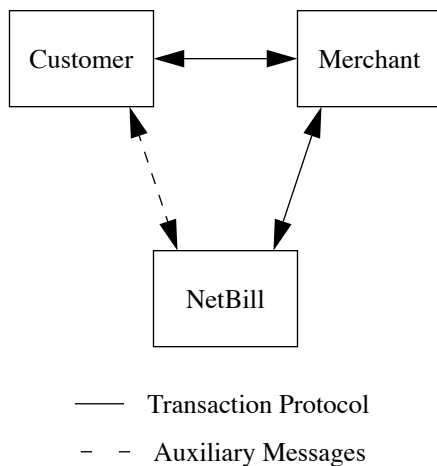 Customer
Merchant
NetBill
Transaction Protocol
Auxiliary Messages